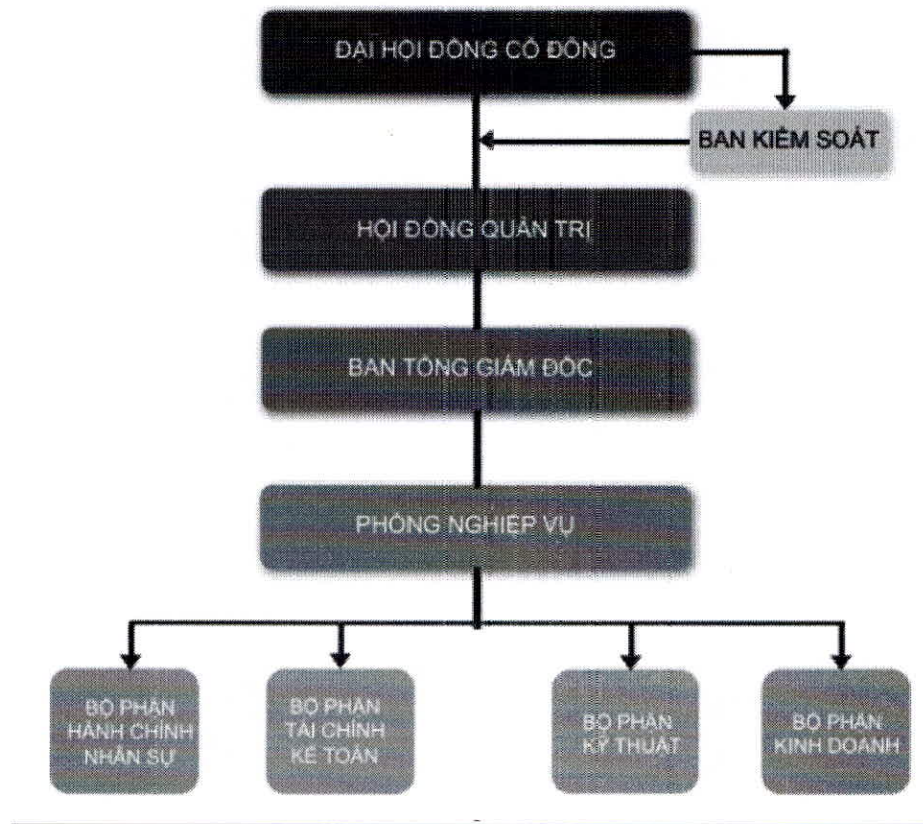 ĐẠI HỘI ĐỒNG CỔ ĐÔNG
BAN KIỂM SOÁT
HỘI ĐỒNG QUẢN TRỊ
BAN TỔNG GIÁM ĐỐC
PHÒNG NGHIỆP VỤ
BỘ PHẬN
HÀNH CHÍNH
NHÂN SỰ
BỘ PHẬN
TÀI CHÍNH
KẾ TOÁN
BỘ PHẬN
KỸ THUẬT
BỘ PHẬN
KINH DOANH